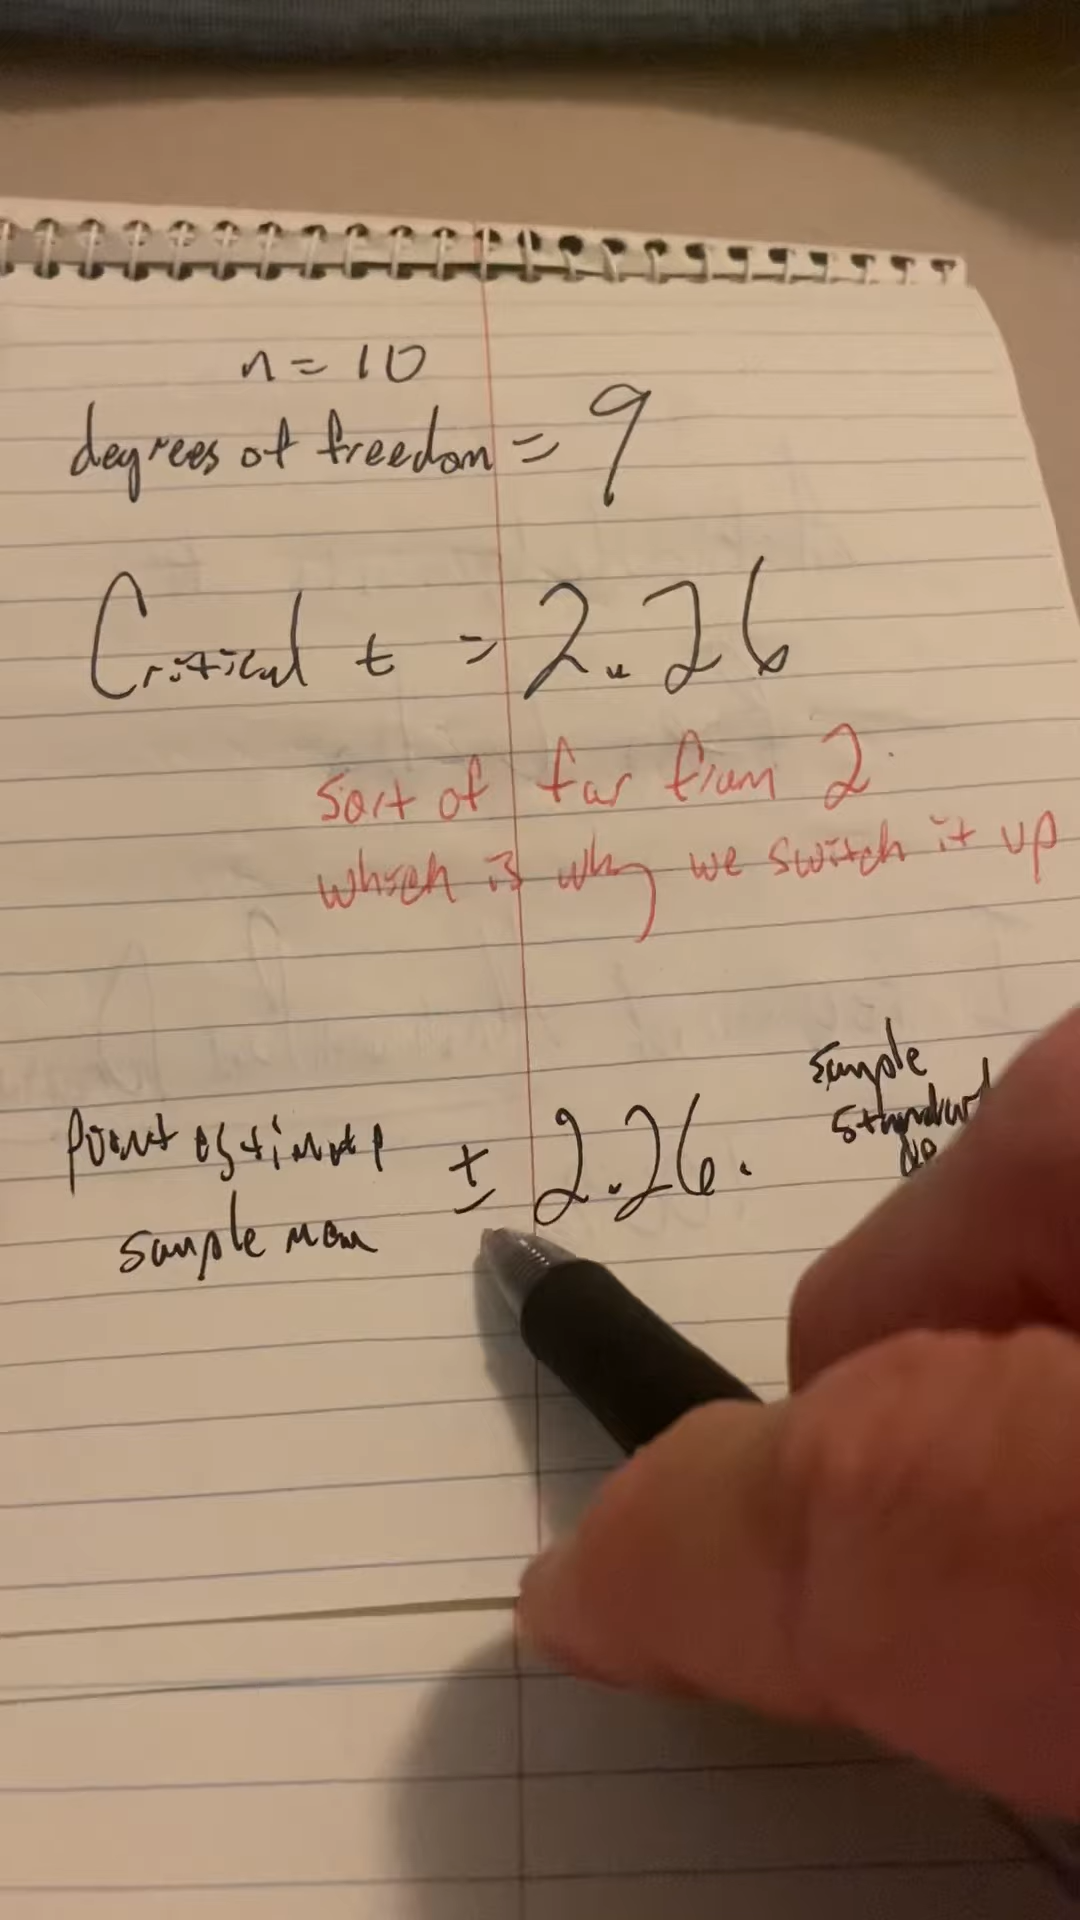 n = 10
degrees of freedom = 9
Critical t = 2.26
sort of far from 2
which is why we switch it up
sample
standard
point estimate ± 2.26 ·
sample mean